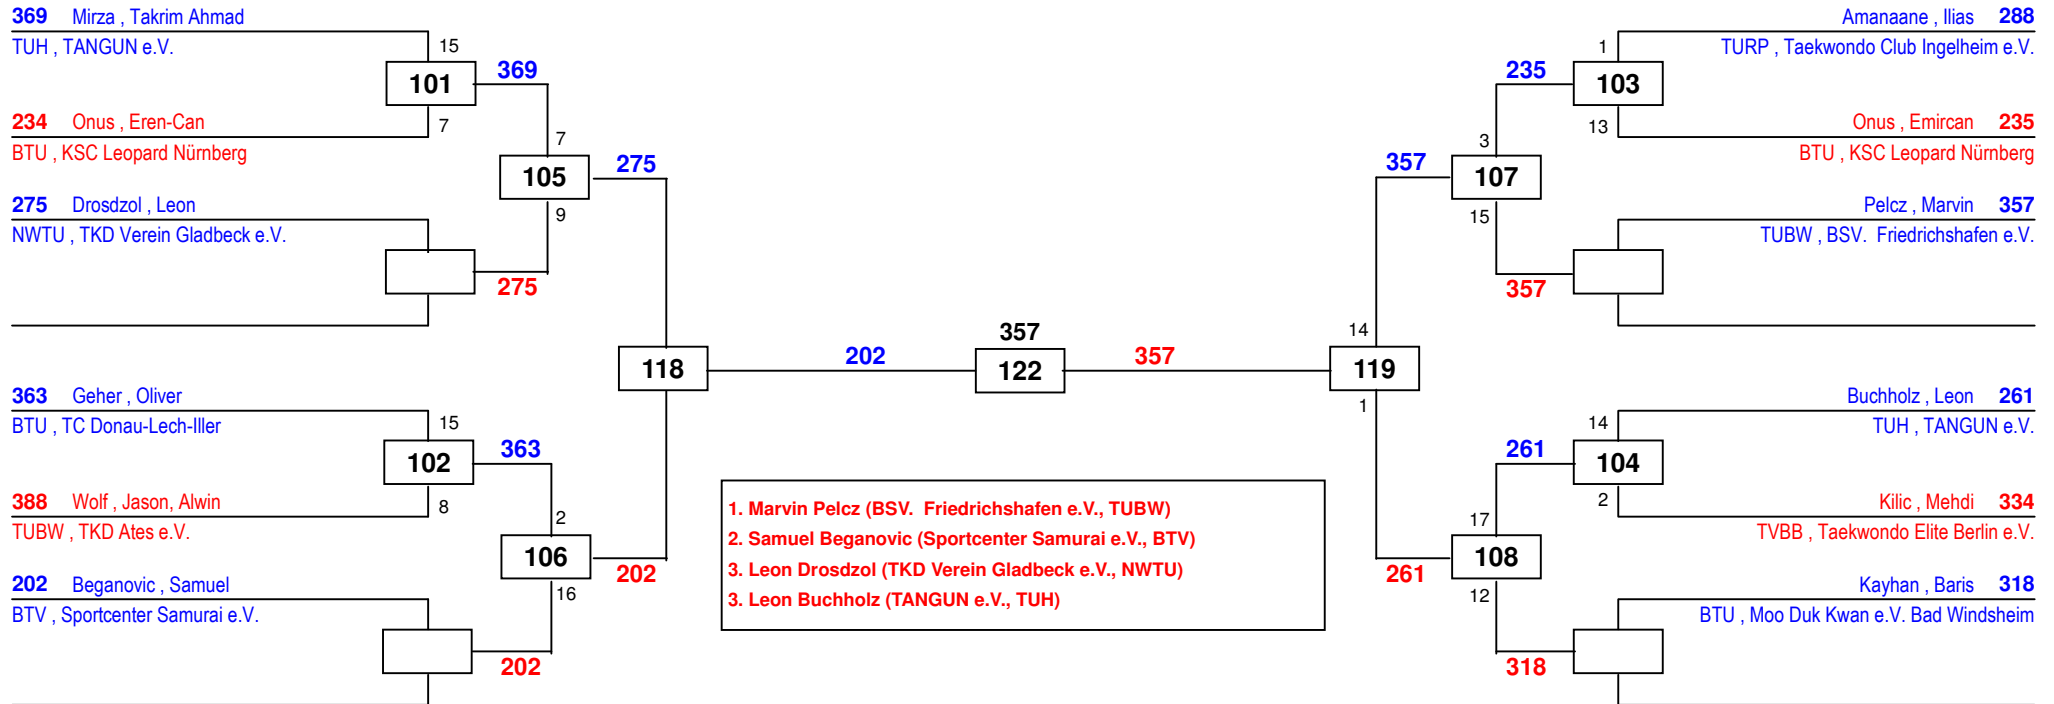 369 Mirza , Takrim Ahmad
TUH , TANGUN e.V.
15
101
369
234 Onus , Eren-Can
7
BTU , KSC Leopard Nürnberg
7
105
275
275 Drosdzol , Leon
9
NWTU , TKD Verein Gladbeck e.V.
275
118
202
363 Geher , Oliver
BTU , TC Donau-Lech-Iller
15
102
363
388 Wolf , Jason, Alwin
8
TUBW , TKD Ates e.V.
2
106
202
202 Beganovic , Samuel
16
BTV , Sportcenter Samurai e.V.
202
357
122
357
1. Marvin Pelcz (BSV.  Friedrichshafen e.V., TUBW)
2. Samuel Beganovic (Sportcenter Samurai e.V., BTV)
3. Leon Drosdzol (TKD Verein Gladbeck e.V., NWTU)
3. Leon Buchholz (TANGUN e.V., TUH)
Amanaane , Ilias 288
1
TURP , Taekwondo Club Ingelheim e.V.
235
103
Onus , Emircan 235
13
BTU , KSC Leopard Nürnberg
3
357
107
Pelcz , Marvin 357
15
TUBW , BSV.  Friedrichshafen e.V.
357
14
119
1
Buchholz , Leon 261
14
TUH , TANGUN e.V.
261
104
Kilic , Mehdi 334
2
TVBB , Taekwondo Elite Berlin e.V.
17
108
261
Kayhan , Baris 318
12
BTU , Moo Duk Kwan e.V. Bad Windsheim
318